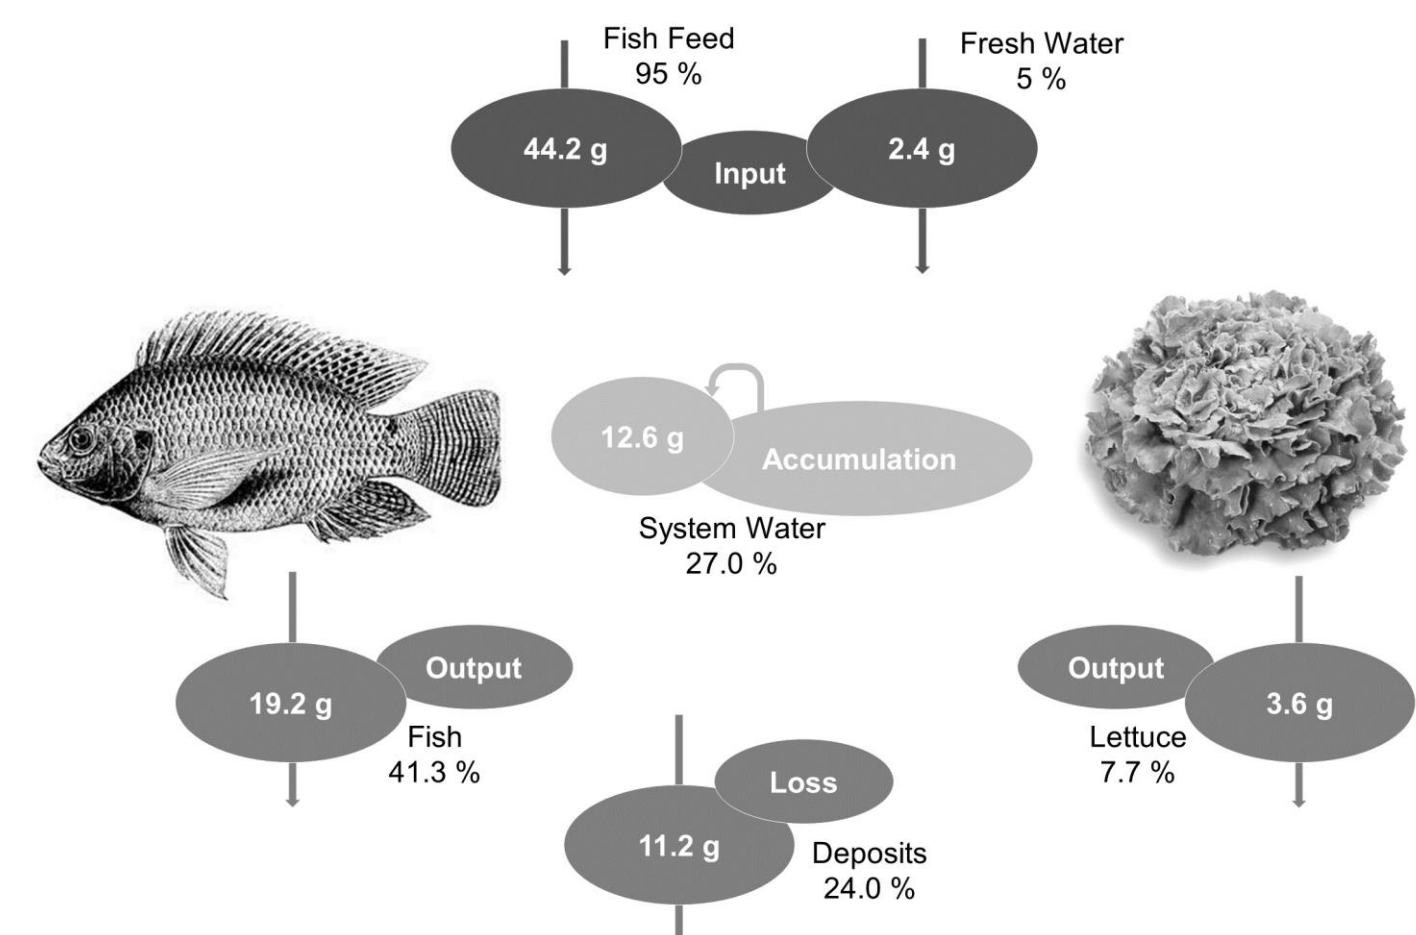 Fish Feed
95 %
Fresh Water
5 %
44.2 g
Input
2.4 g
12.6 g
Accumulation
System Water
27.0 %
Output
19.2 g
Fish
41.3 %
Output
3.6 g
Lettuce
7.7 %
Loss
11.2 g
Deposits
24.0 %